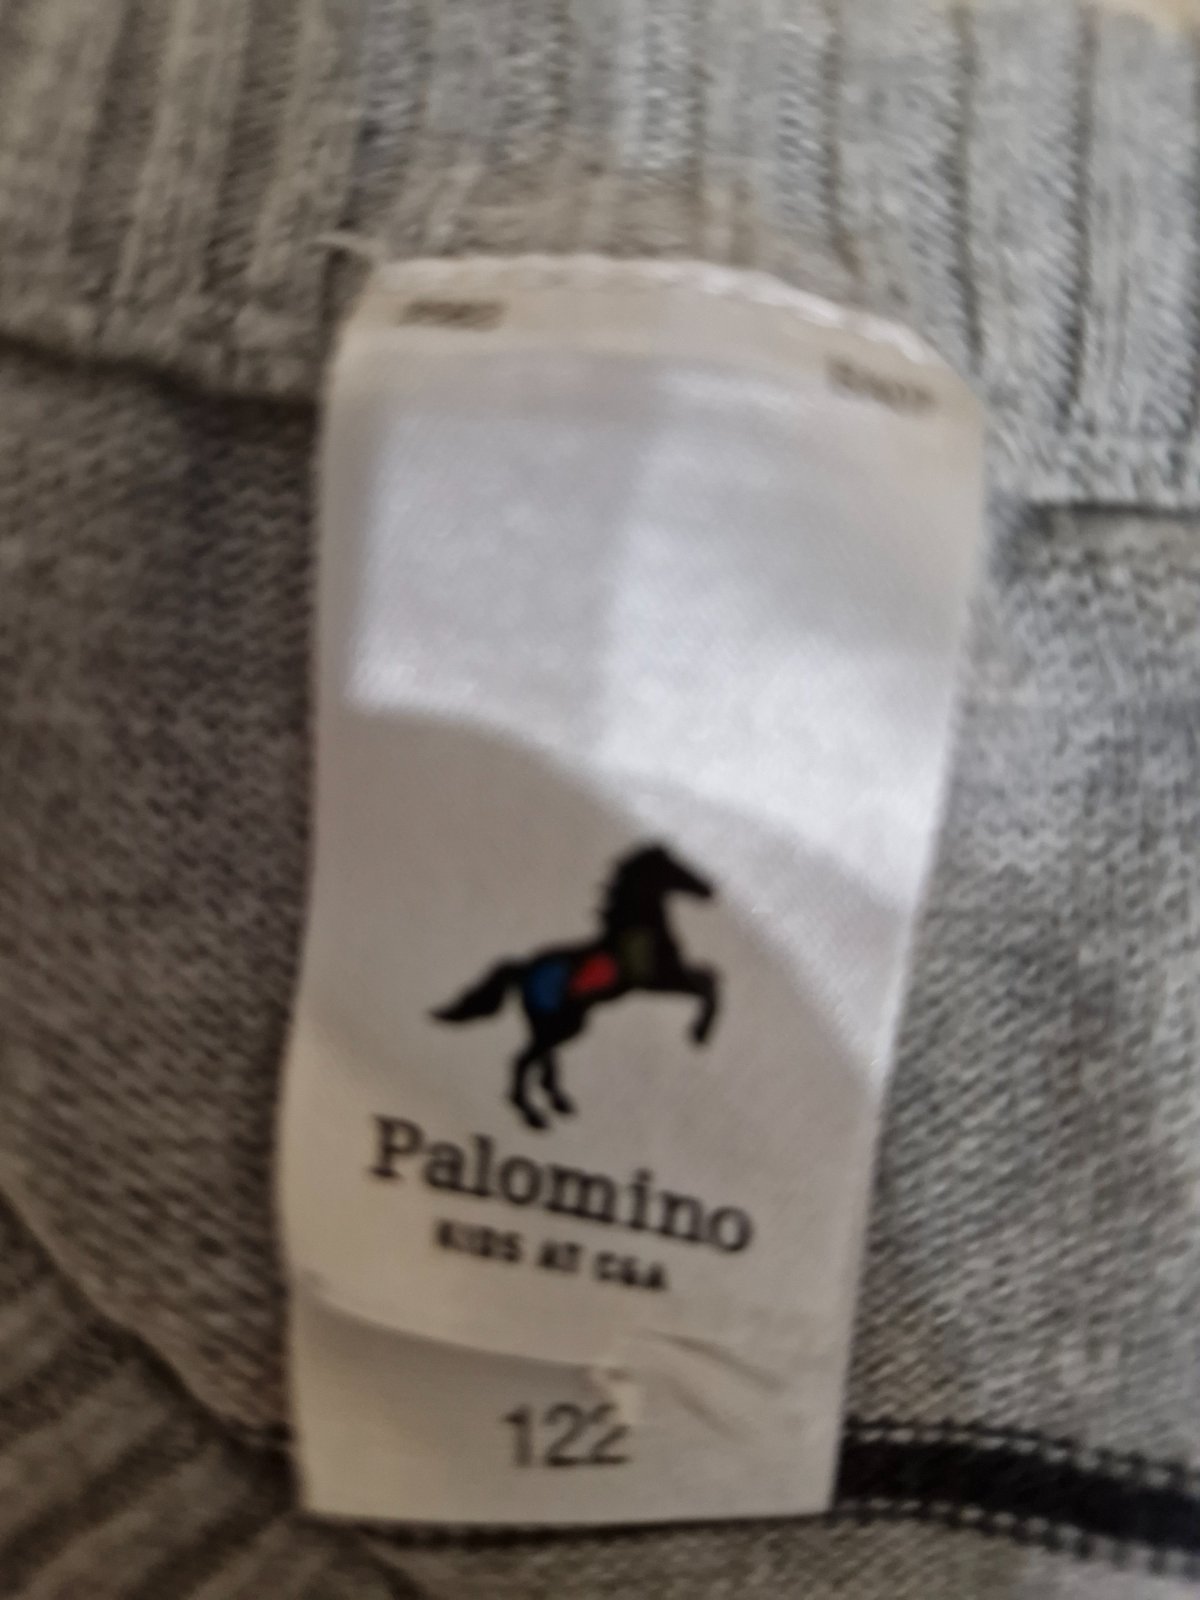 Palomino
KIDS AT C&A
122